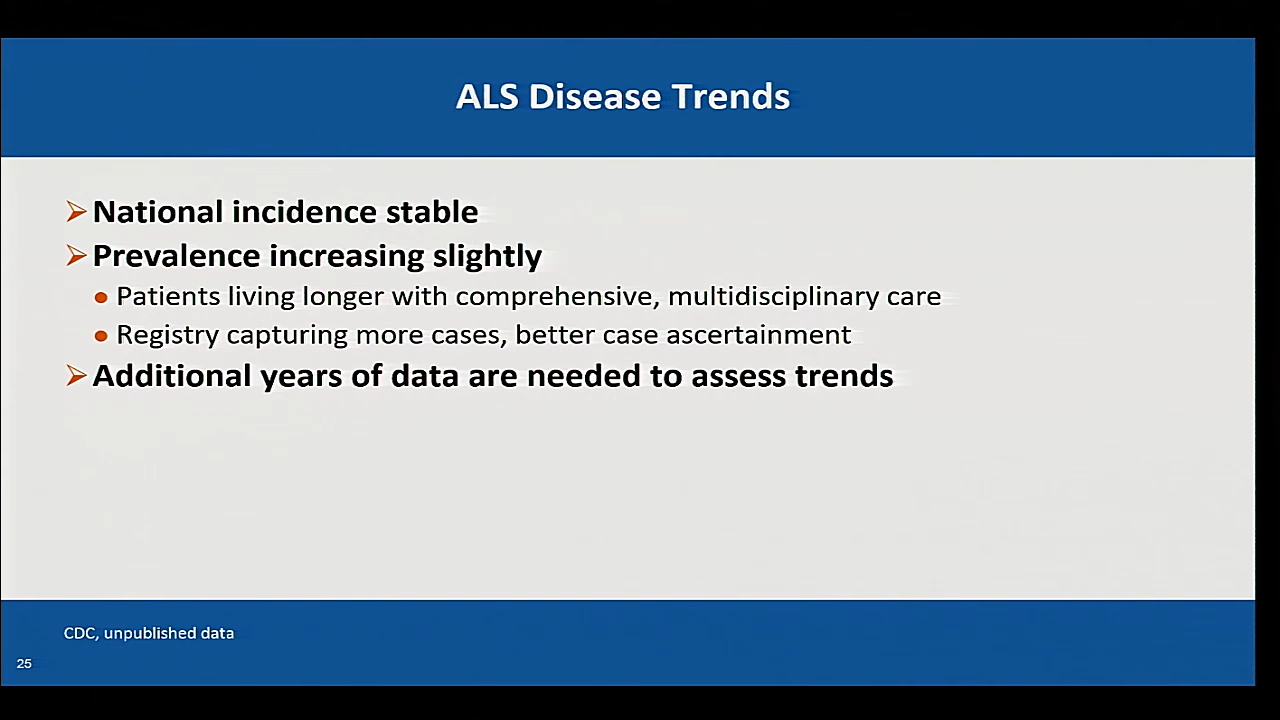 ALS Disease Trends
National incidence stable
Prevalence increasing slightly
Patients living longer with comprehensive, multidisciplinary care
Registry capturing more cases, better case ascertainment
Additional years of data are needed to assess trends
CDC, unpublished data
25